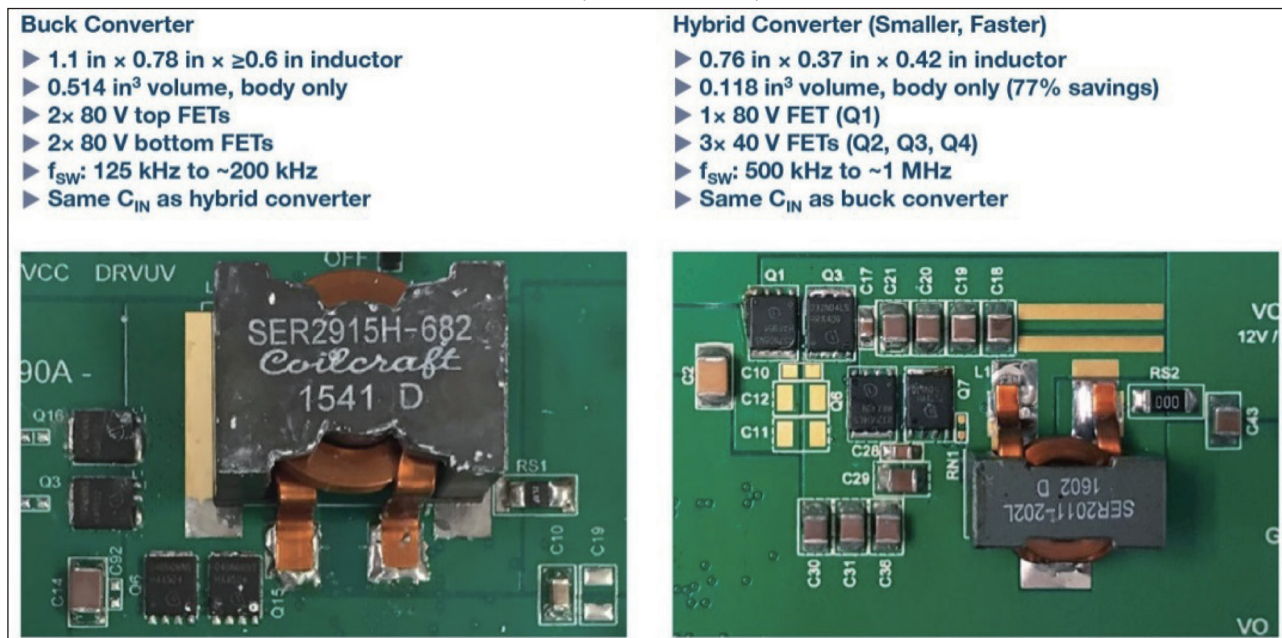 Buck Converter
▶ 1.1 in × 0.78 in × ≥0.6 in inductor
▶ 0.514 in³ volume, body only
▶ 2× 80 V top FETs
▶ 2× 80 V bottom FETs
▶ fSW: 125 kHz to ~200 kHz
▶ Same CIN as hybrid converter
Hybrid Converter (Smaller, Faster)
▶ 0.76 in × 0.37 in × 0.42 in inductor
▶ 0.118 in³ volume, body only (77% savings)
▶ 1× 80 V FET (Q1)
▶ 3× 40 V FETs (Q2, Q3, Q4)
▶ fSW: 500 kHz to ~1 MHz
▶ Same CIN as buck converter
VCC DRVUV
OFF
L
SER2915H-682
Coilcraft
1541 D
90A -
Q16
Q3
RS1
C14
C92
Q6
Q15
C10
C19
Q1
Q3
C17
C21
C20
C19
C18
VO
12V /
C2
C10
C12
C11
Q6
Q7
L1
RS2
000
C43
C28
C29
RN1
SER2011-202L
1602 D
C30
C31
C36
G
VO